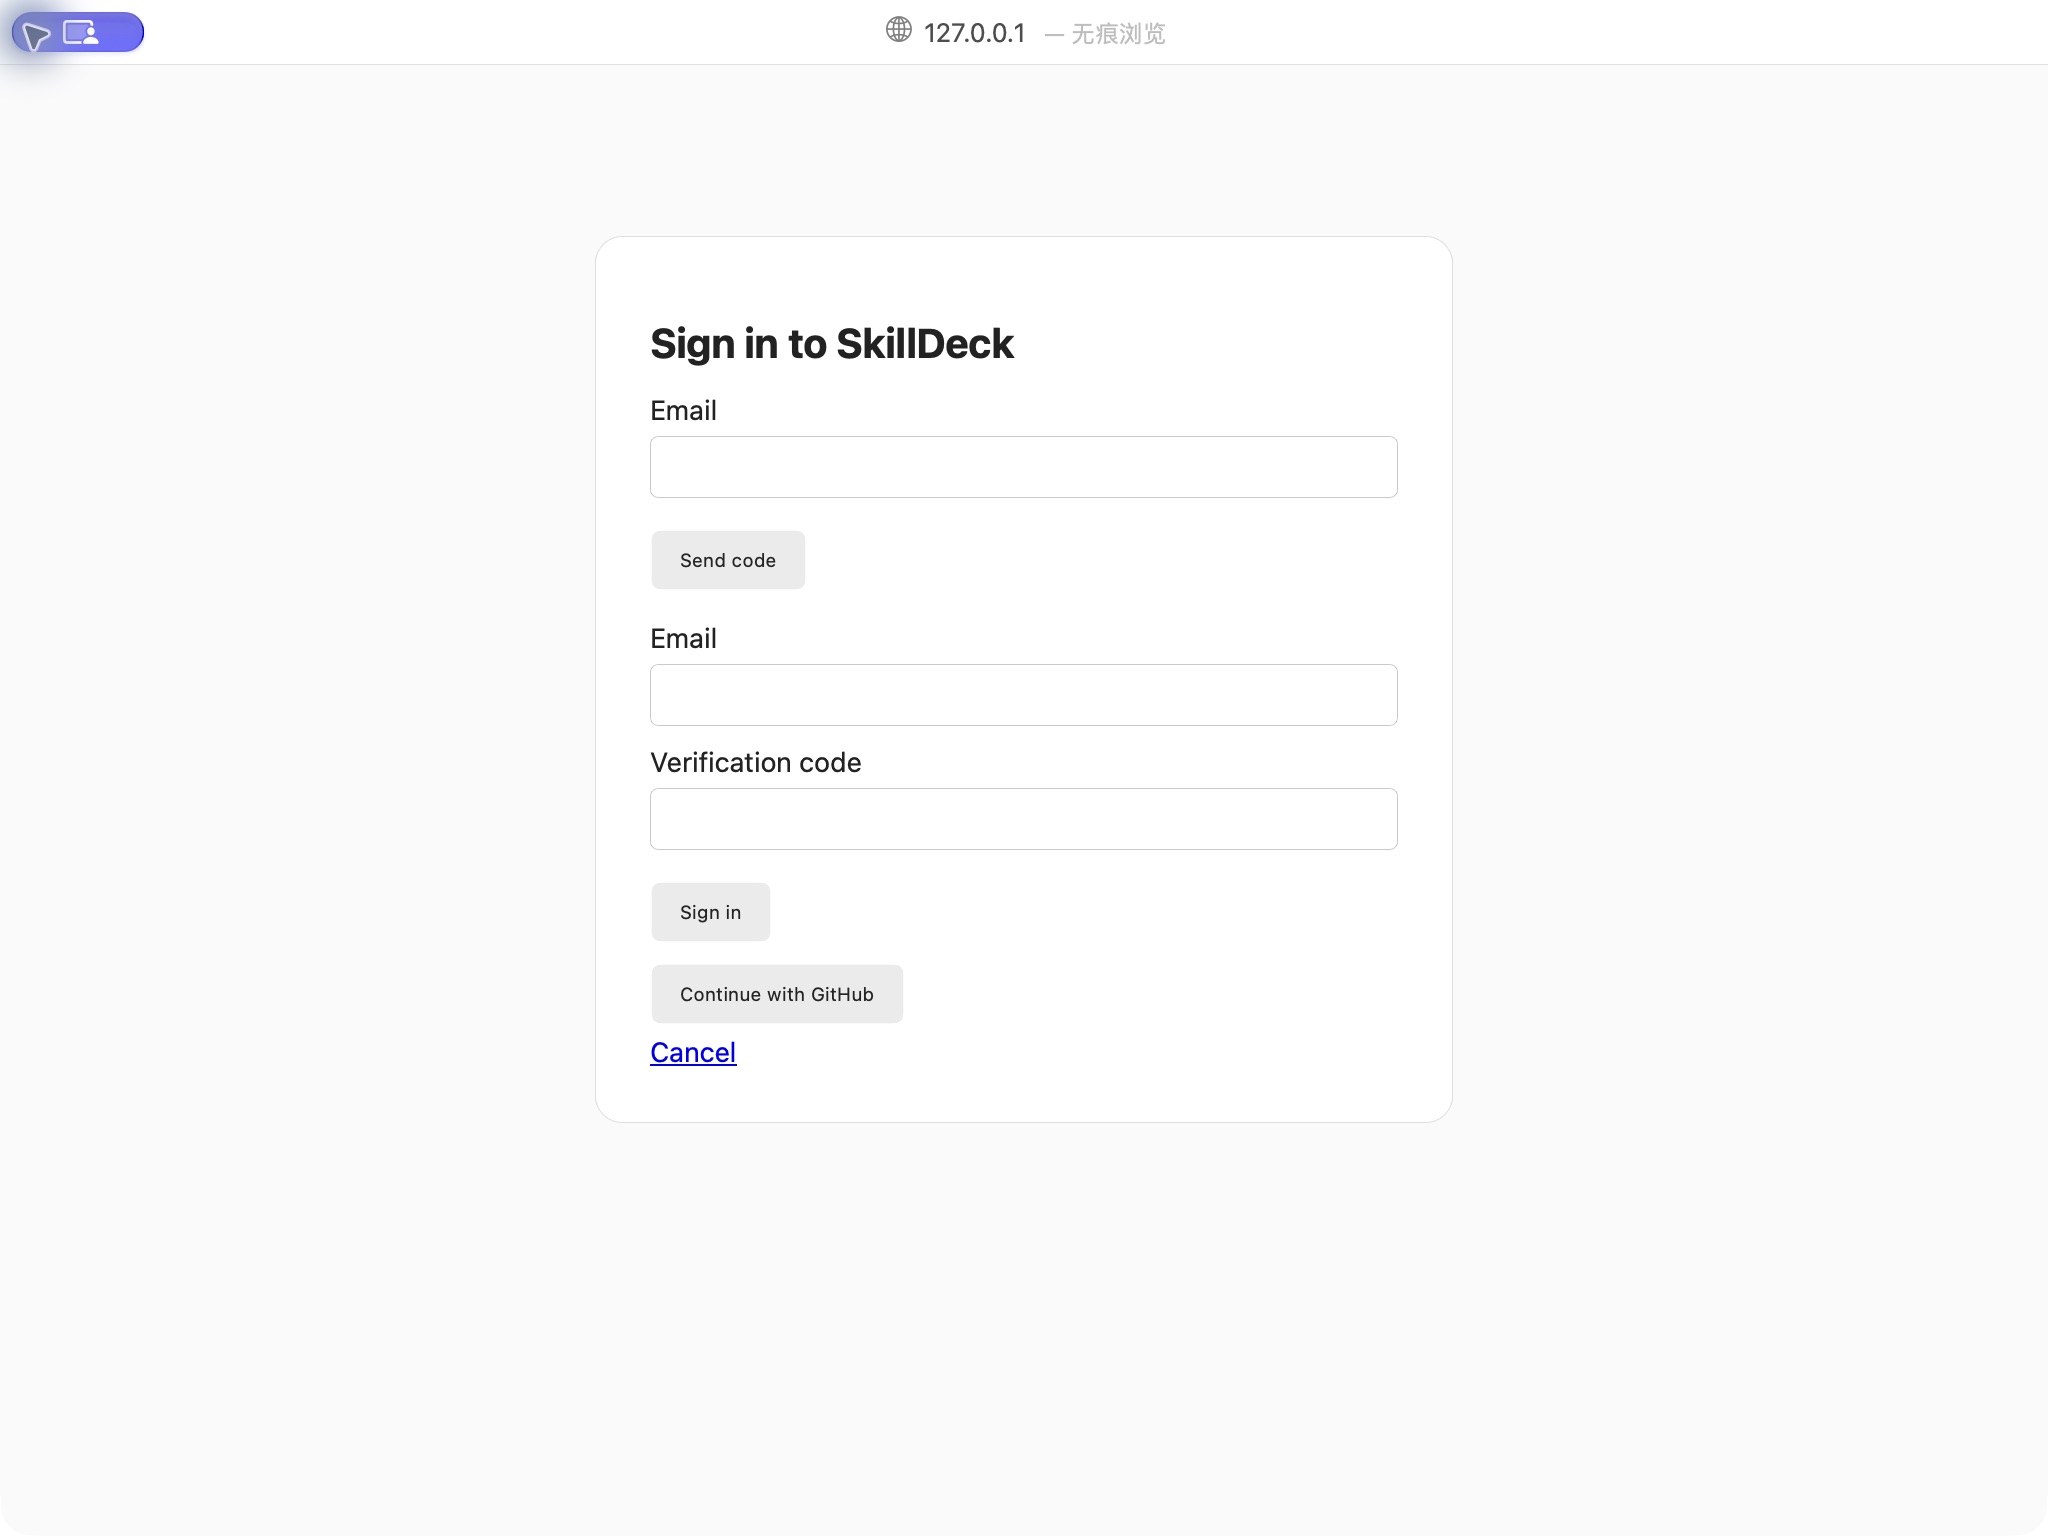 127.0.0.1 — 无痕浏览
Sign in to SkillDeck
Email
Send code
Email
Verification code
Sign in
Continue with GitHub
Cancel